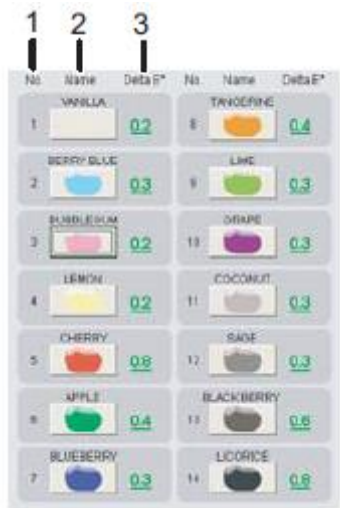 1 2 3
No. Name Delta E* No. Name Delta E*
VANILLA TANGERINE
1 0.2 8 0.4
BERRY BLUE LIME
2 0.3 9 0.3
BUBBLEGUM GRAPE
3 0.2 10 0.3
LEMON COCONUT
4 0.2 11 0.3
CHERRY SAGE
5 0.8 12 0.3
APPLE BLACKBERRY
6 0.4 13 0.6
BLUEBERRY LICORICE
7 0.3 14 0.8